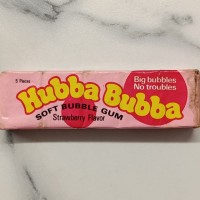 5 Pieces
Hubba Bubba
Big bubbles
No troubles
SOFT BUBBLE GUM
Strawberry Flavor